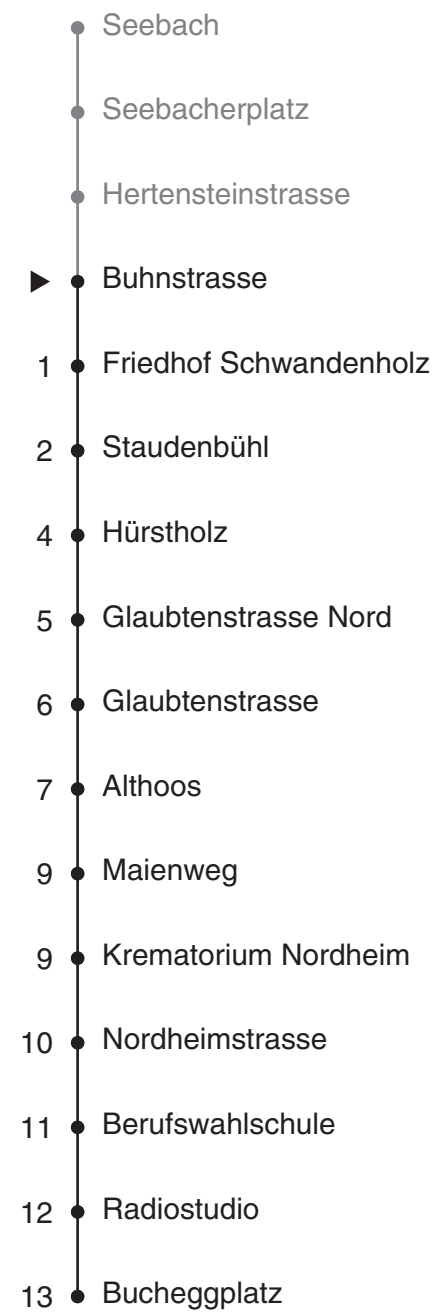 Seebach
Seebacherplatz
Hertensteinstrasse
Buhnstrasse
1 Friedhof Schwandenholz
2 Staudenbühl
4 Hürstholz
5 Glaubtenstrasse Nord
6 Glaubtenstrasse
7 Althoos
9 Maienweg
9 Krematorium Nordheim
10 Nordheimstrasse
11 Berufswahlschule
12 Radiostudio
13 Bucheggplatz